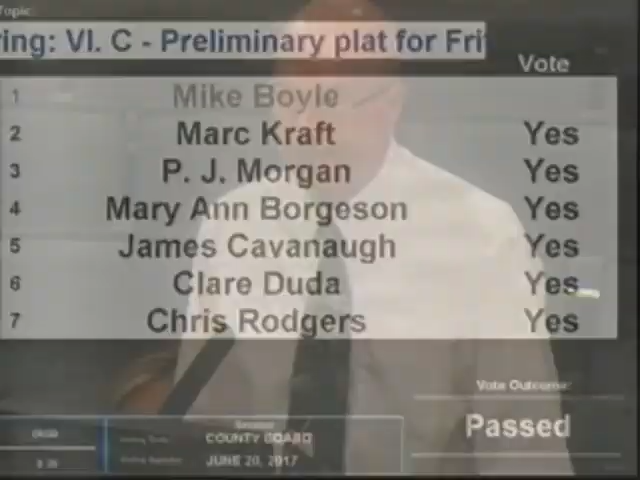 Topic:
ring: VI. C - Preliminary plat for Fri
Vote
1 Mike Boyle
2 Marc Kraft Yes
3 P. J. Morgan Yes
4 Mary Ann Borgeson Yes
5 James Cavanaugh Yes
6 Clare Duda Yes
7 Chris Rodgers Yes
Vote Outcome:
Passed
Session
COUNTY BOARD
JUNE 20, 2017